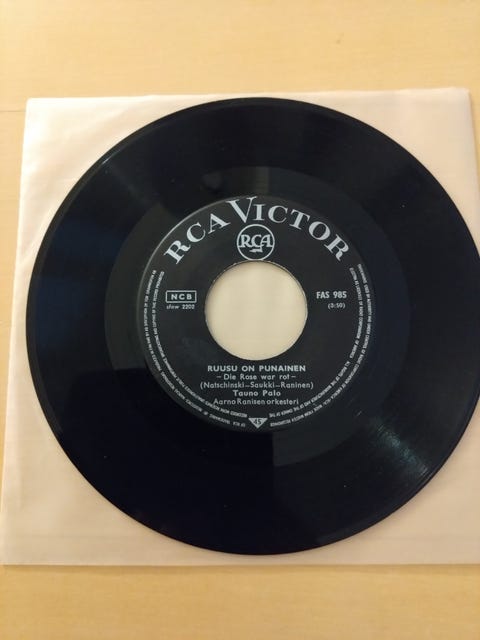 RCA VICTOR
RCA
NCB
sfew 2202
FAS 985
(3:50)
RUUSU ON PUNAINEN
– Die Rose war rot –
(Natschinski–Saukki–Raninen)
Tauno Palo
Aarno Ranisen orkesteri
45